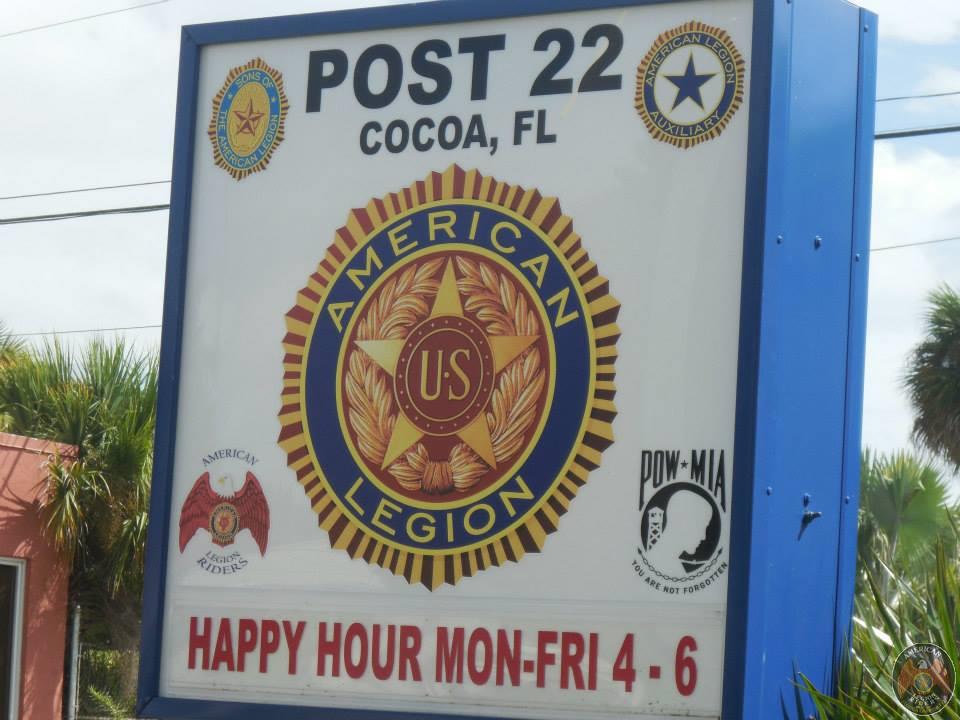 POST 22
COCOA, FL
SONS OF
THE AMERICAN LEGION
AMERICAN LEGION
AUXILIARY
AMERICAN
U·S
LEGION
AMERICAN
LEGION
RIDERS
POW★MIA
YOU ARE NOT FORGOTTEN
HAPPY HOUR MON-FRI 4 - 6
AMERICAN